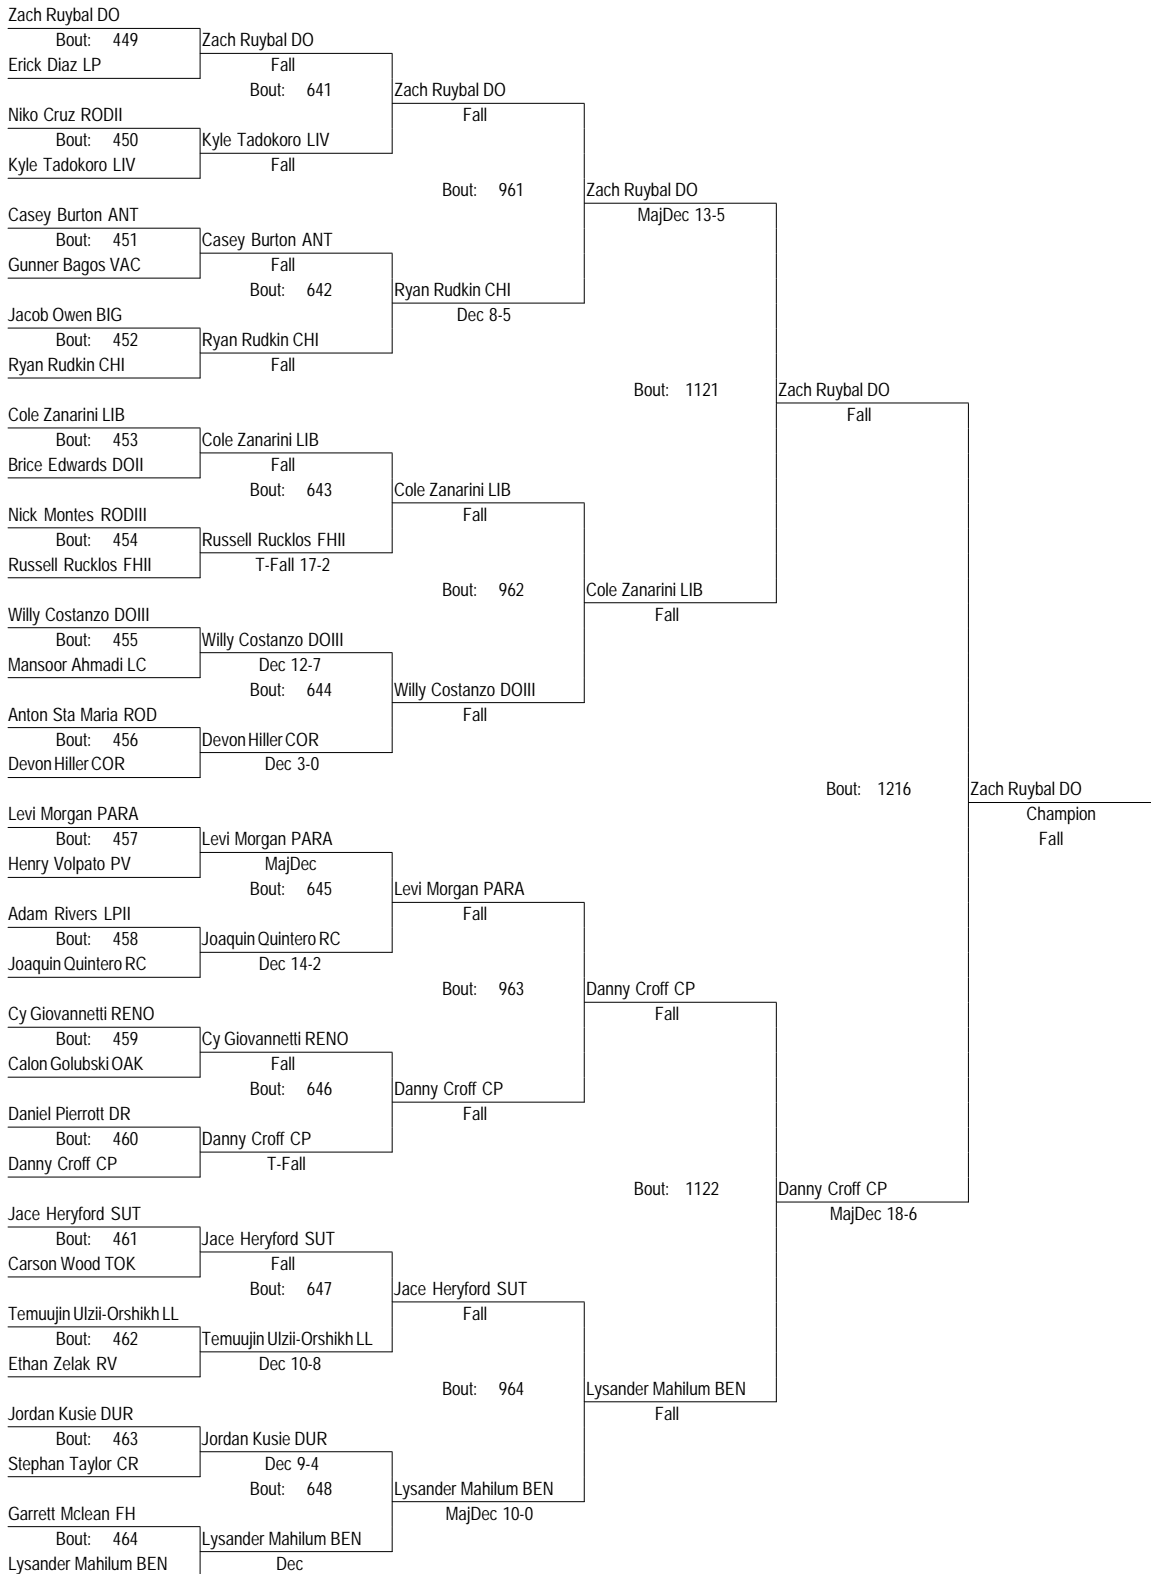 Zach Ruybal DO
Bout: 449
Erick Diaz LP
Zach Ruybal DO
Fall
Bout: 641
Niko Cruz RODII
Bout: 450
Kyle Tadokoro LIV
Kyle Tadokoro LIV
Fall
Zach Ruybal DO
Fall
Bout: 961
Casey Burton ANT
Bout: 451
Gunner Bagos VAC
Casey Burton ANT
Fall
Bout: 642
Jacob Owen BIG
Bout: 452
Ryan Rudkin CHI
Ryan Rudkin CHI
Fall
Ryan Rudkin CHI
Dec 8-5
Zach Ruybal DO
MajDec 13-5
Bout: 1121
Cole Zanarini LIB
Bout: 453
Brice Edwards DOII
Cole Zanarini LIB
Fall
Bout: 643
Nick Montes RODIII
Bout: 454
Russell Rucklos FHII
Russell Rucklos FHII
T-Fall 17-2
Cole Zanarini LIB
Fall
Bout: 962
Willy Costanzo DOIII
Bout: 455
Mansoor Ahmadi LC
Willy Costanzo DOIII
Dec 12-7
Bout: 644
Anton Sta Maria ROD
Bout: 456
Devon Hiller COR
Devon Hiller COR
Dec 3-0
Willy Costanzo DOIII
Fall
Cole Zanarini LIB
Fall
Zach Ruybal DO
Fall
Bout: 1216
Zach Ruybal DO
Champion
Fall
Levi Morgan PARA
Bout: 457
Henry Volpato PV
Levi Morgan PARA
MajDec
Bout: 645
Adam Rivers LPII
Bout: 458
Joaquin Quintero RC
Joaquin Quintero RC
Dec 14-2
Levi Morgan PARA
Fall
Bout: 963
Cy Giovannetti RENO
Bout: 459
Calon Golubski OAK
Cy Giovannetti RENO
Fall
Bout: 646
Daniel Pierrott DR
Bout: 460
Danny Croff CP
Danny Croff CP
T-Fall
Danny Croff CP
Fall
Danny Croff CP
Fall
Bout: 1122
Danny Croff CP
MajDec 18-6
Jace Heryford SUT
Bout: 461
Carson Wood TOK
Jace Heryford SUT
Fall
Bout: 647
Temuujin Ulzii-Orshikh LL
Bout: 462
Ethan Zelak RV
Temuujin Ulzii-Orshikh LL
Dec 10-8
Jace Heryford SUT
Fall
Bout: 964
Jordan Kusie DUR
Bout: 463
Stephan Taylor CR
Jordan Kusie DUR
Dec 9-4
Bout: 648
Garrett Mclean FH
Bout: 464
Lysander Mahilum BEN
Lysander Mahilum BEN
Dec
Lysander Mahilum BEN
MajDec 10-0
Lysander Mahilum BEN
Fall